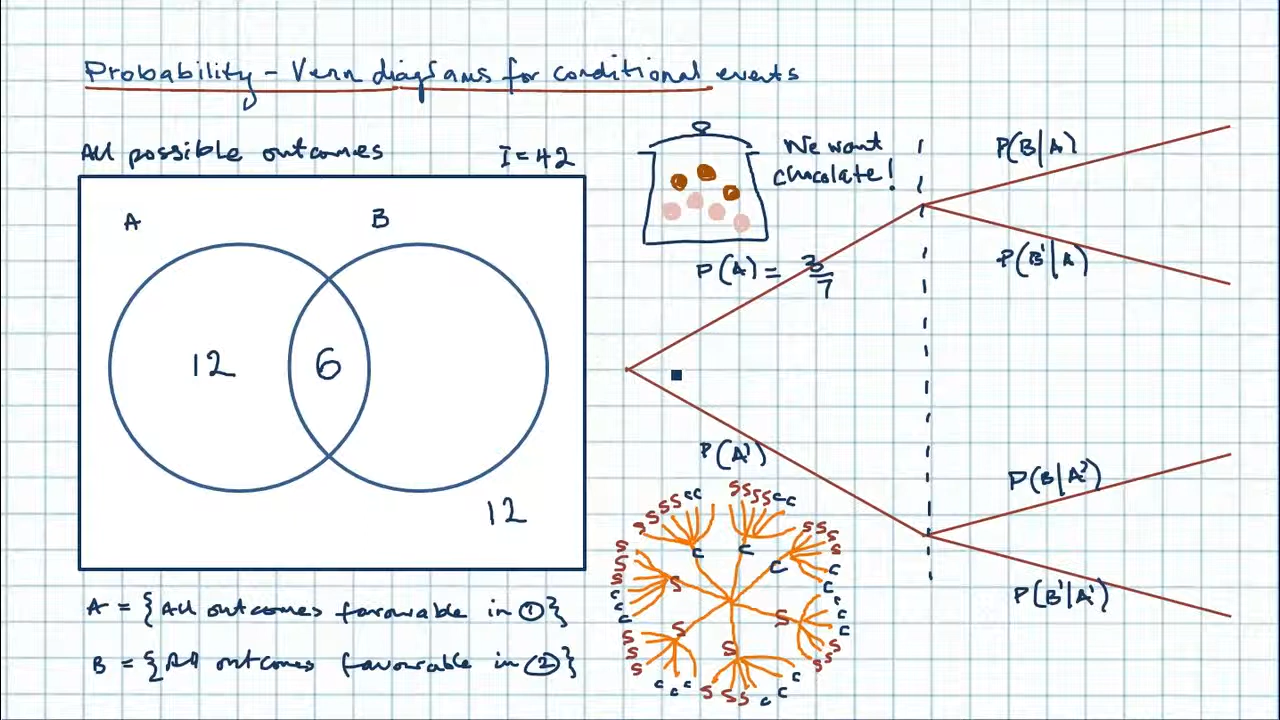 Probability - Venn diagrams for conditional events
All possible outcomes
I = 42
A
B
12
6
12
A = {All outcomes favourable in ①}
B = {All outcomes favourable in ②}
We want
chocolate!
P(A) = 3/7
P(A')
P(B|A)
P(B'|A)
P(B|A')
P(B'|A')
C
C
C
S
S
S
S
S S S S C C
S S S S C C
S S S S C C
S S S C C C
S S S C C C
S S S C C C
S S S C C C